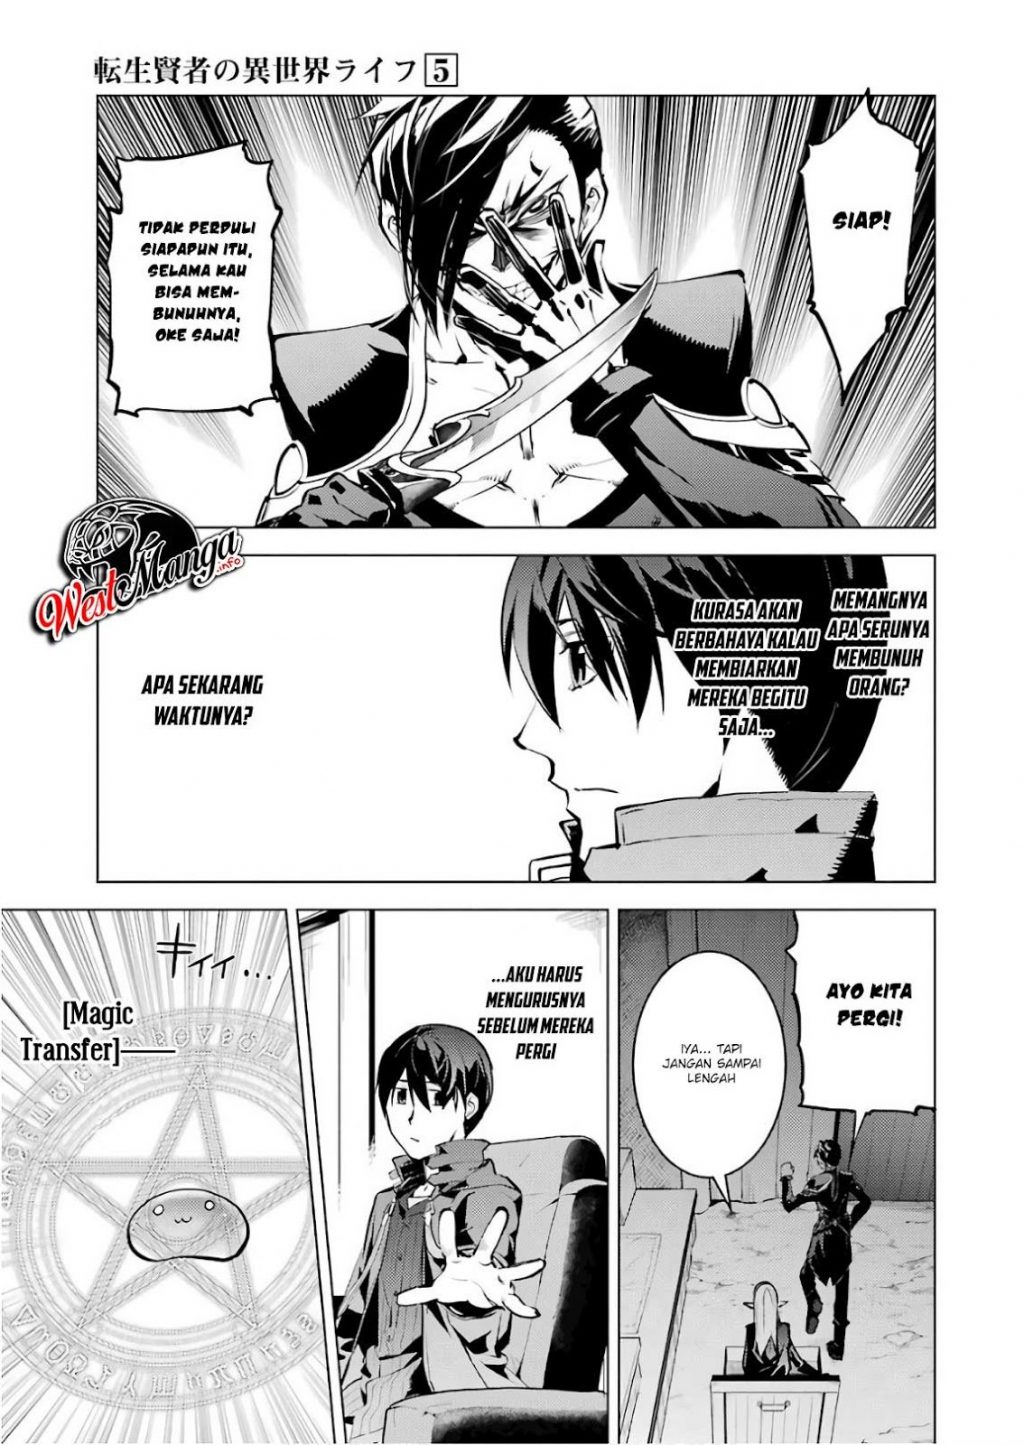 転生賢者の異世界ライフ 5
SIAP!
TIDAK PERDULI
SIAPAPUN ITU,
SELAMA KAU
BISA MEM-
BUNUHNYA,
OKE SAJA!
WestManga
.info
MEMANGNYA
APA SERUNYA
MEMBUNUH
ORANG?
KURASA AKAN
BERBAHAYA KALAU
MEMBIARKAN
MEREKA BEGITU
SAJA...
APA SEKARANG
WAKTUNYA?
AYO KITA
PERGI!
IYA... TAPI
JANGAN SAMPAI
LENGAH
...AKU HARUS
MENGURUSNYA
SEBELUM MEREKA
PERGI
キィィ...
[Magic
Transfer]——